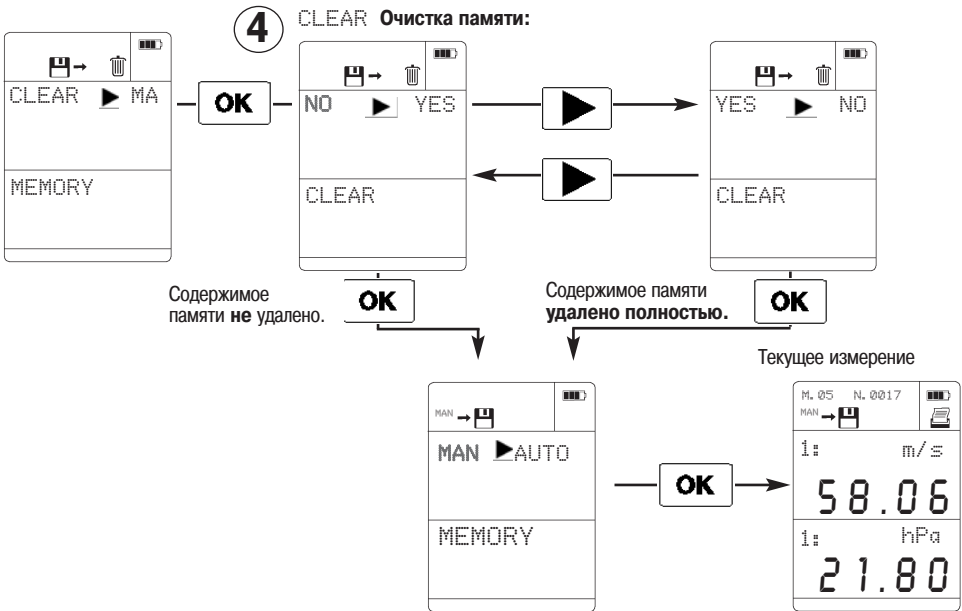 4 CLEAR Очистка памяти:
CLEAR ▶ MA
MEMORY
OK
NO ▶ YES
CLEAR
YES ▶ NO
CLEAR
Содержимое
памяти не удалено.
OK
Содержимое памяти
удалено полностью.
OK
MAN
MAN ▶AUTO
MEMORY
OK
Текущее измерение
M.05 N.0017
MAN
1: m/s
58.06
1: hPa
21.80